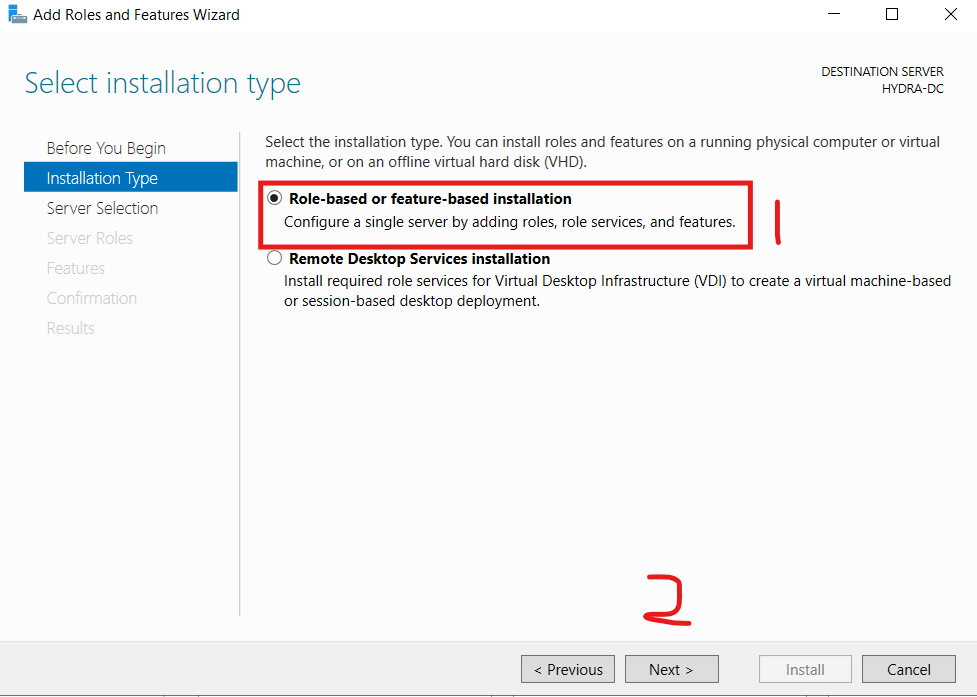 Add Roles and Features Wizard
Select installation type
DESTINATION SERVER
HYDRA-DC
Before You Begin
Installation Type
Server Selection
Server Roles
Features
Confirmation
Results
Select the installation type. You can install roles and features on a running physical computer or virtual
machine, or on an offline virtual hard disk (VHD).
Role-based or feature-based installation
Configure a single server by adding roles, role services, and features.
1
Remote Desktop Services installation
Install required role services for Virtual Desktop Infrastructure (VDI) to create a virtual machine-based
or session-based desktop deployment.
2
< Previous
Next >
Install
Cancel